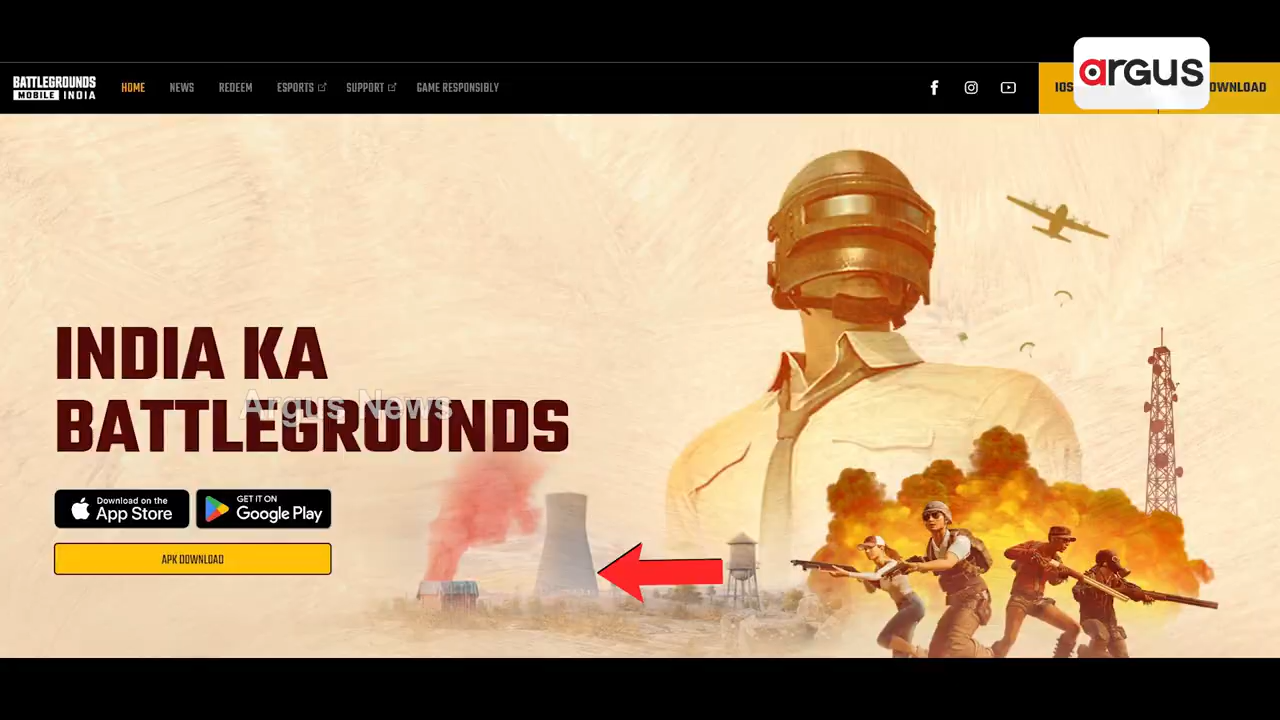 BATTLEGROUNDS
MOBILE INDIA
HOME
NEWS
REDEEM
ESPORTS
SUPPORT
GAME RESPONSIBLY
IOS
argus
OWNLOAD
INDIA KA
BATTLEGROUNDS
Argus News
Download on the
App Store
GET IT ON
Google Play
APK DOWNLOAD